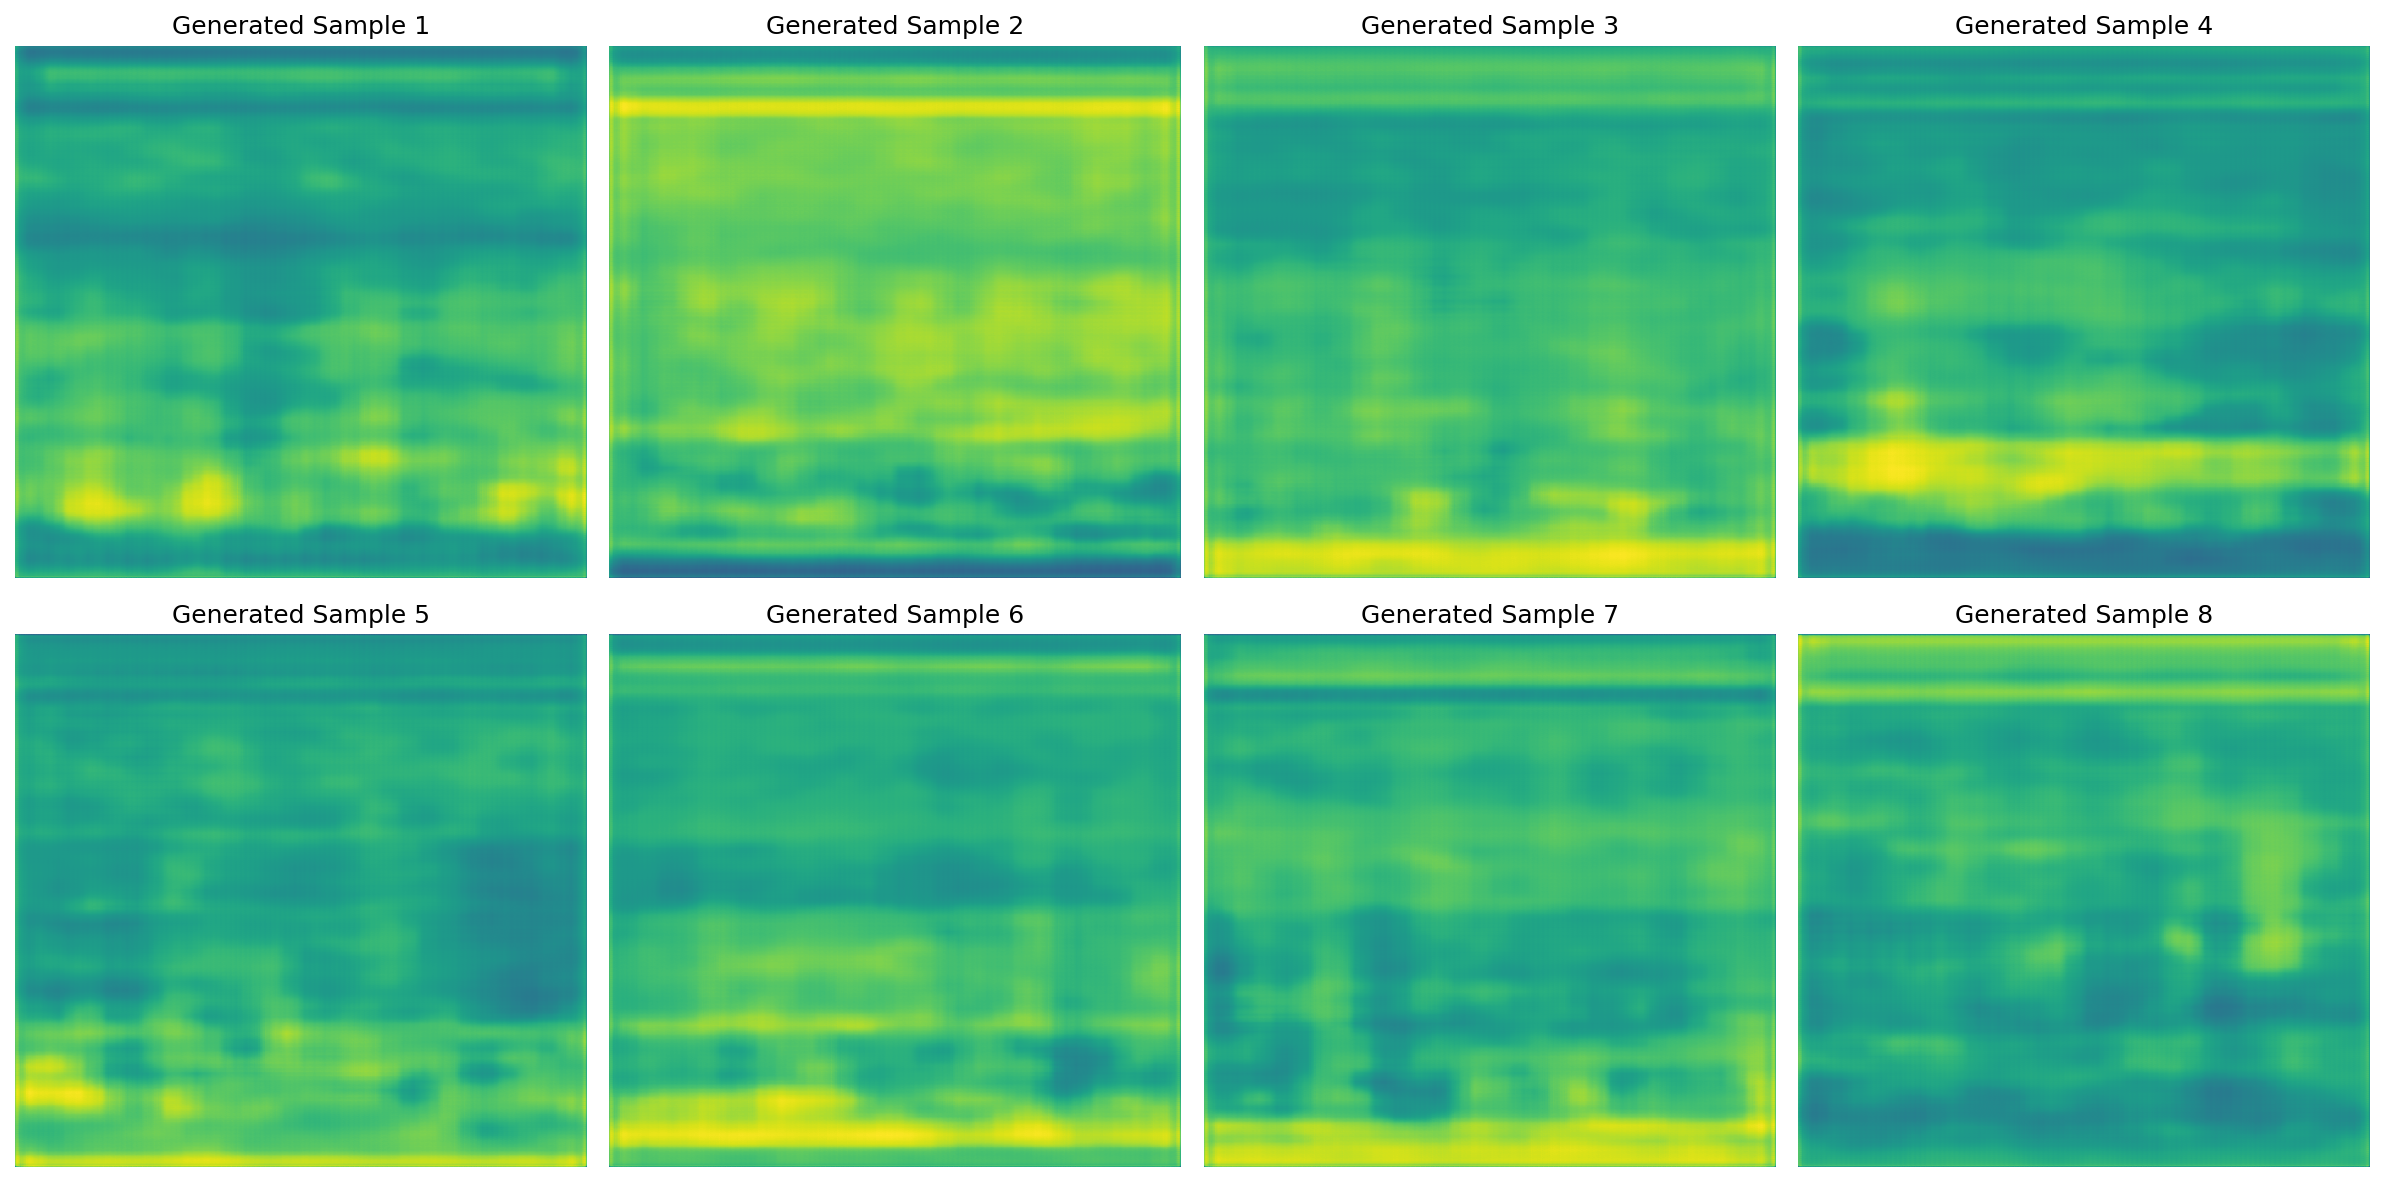 Generated Sample 1
Generated Sample 2
Generated Sample 3
Generated Sample 4
Generated Sample 5
Generated Sample 6
Generated Sample 7
Generated Sample 8